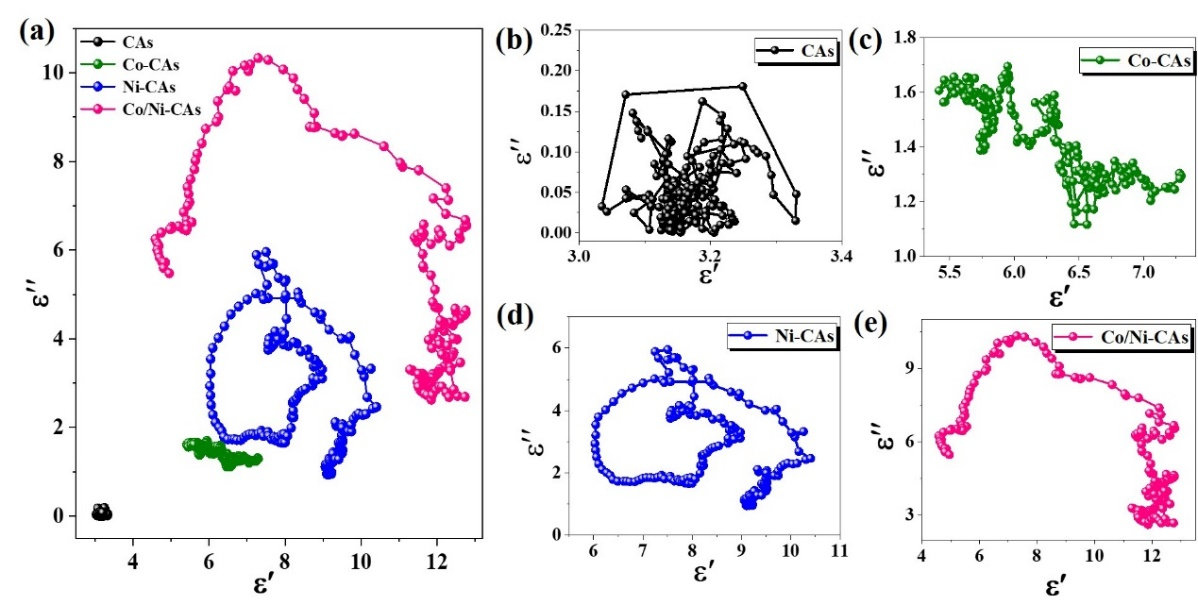 (a)
CAs
Co-CAs
Ni-CAs
Co/Ni-CAs
10
8
6
4
2
0
ε″
4 6 8 10 12
ε′
(b)
CAs
0.25
0.20
0.15
0.10
0.05
0.00
ε″
3.0 3.2 3.4
ε′
(c)
Co-CAs
1.8
1.6
1.4
1.2
1.0
ε″
5.5 6.0 6.5 7.0
ε′
(d)
Ni-CAs
6
4
2
0
ε″
6 7 8 9 10 11
ε′
(e)
Co/Ni-CAs
9
6
3
ε″
4 6 8 10 12
ε′